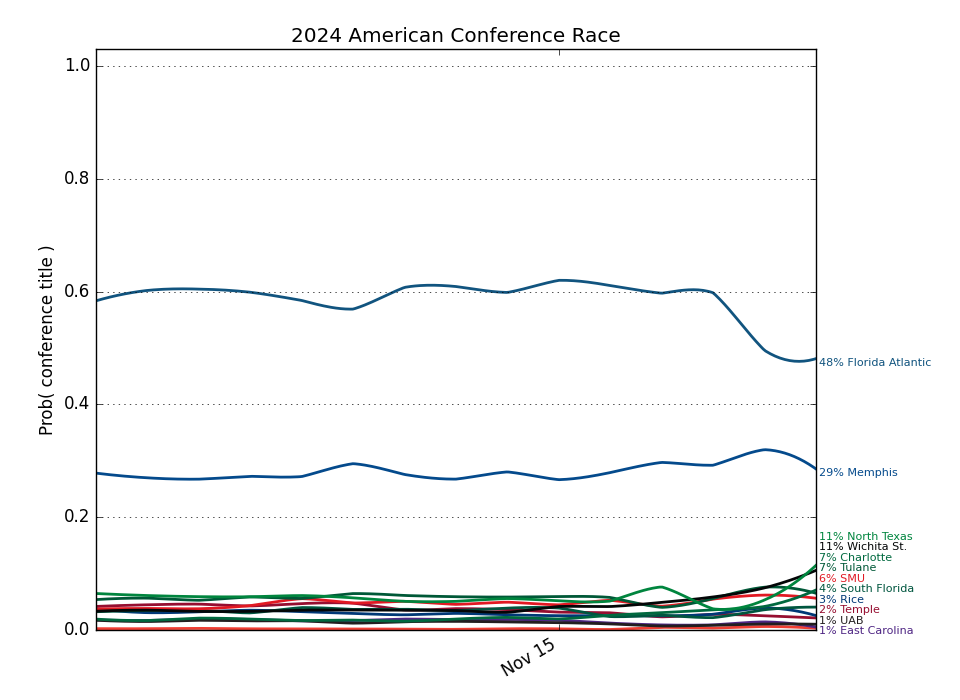 2024 American Conference Race
1.0
0.8
0.6
0.4
0.2
0.0
Prob( conference title )
Nov 15
48% Florida Atlantic
29% Memphis
11% North Texas
11% Wichita St.
7% Charlotte
7% Tulane
6% SMU
4% South Florida
3% Rice
2% Temple
1% UAB
1% East Carolina